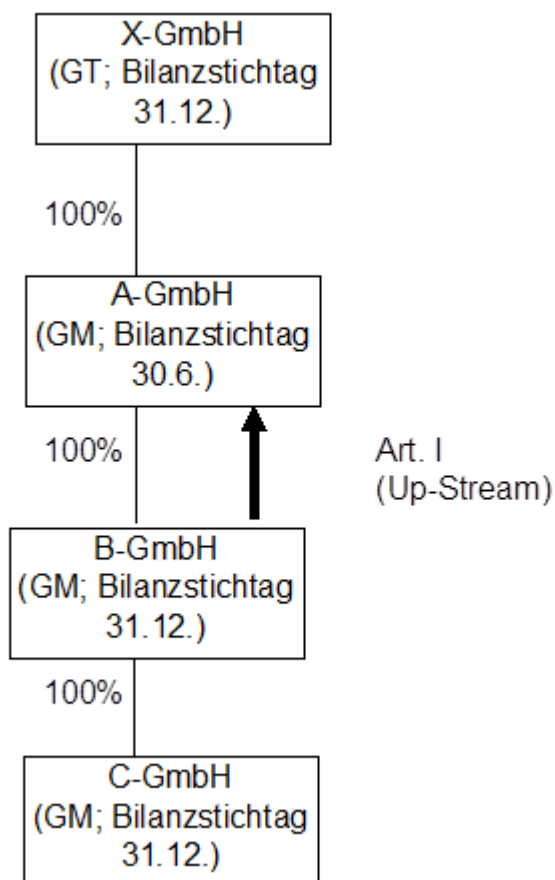 X-GmbH
(GT; Bilanzstichtag
31.12.)
100%
A-GmbH
(GM; Bilanzstichtag
30.6.)
100%
Art. I
(Up-Stream)
B-GmbH
(GM; Bilanzstichtag
31.12.)
100%
C-GmbH
(GM; Bilanzstichtag
31.12.)